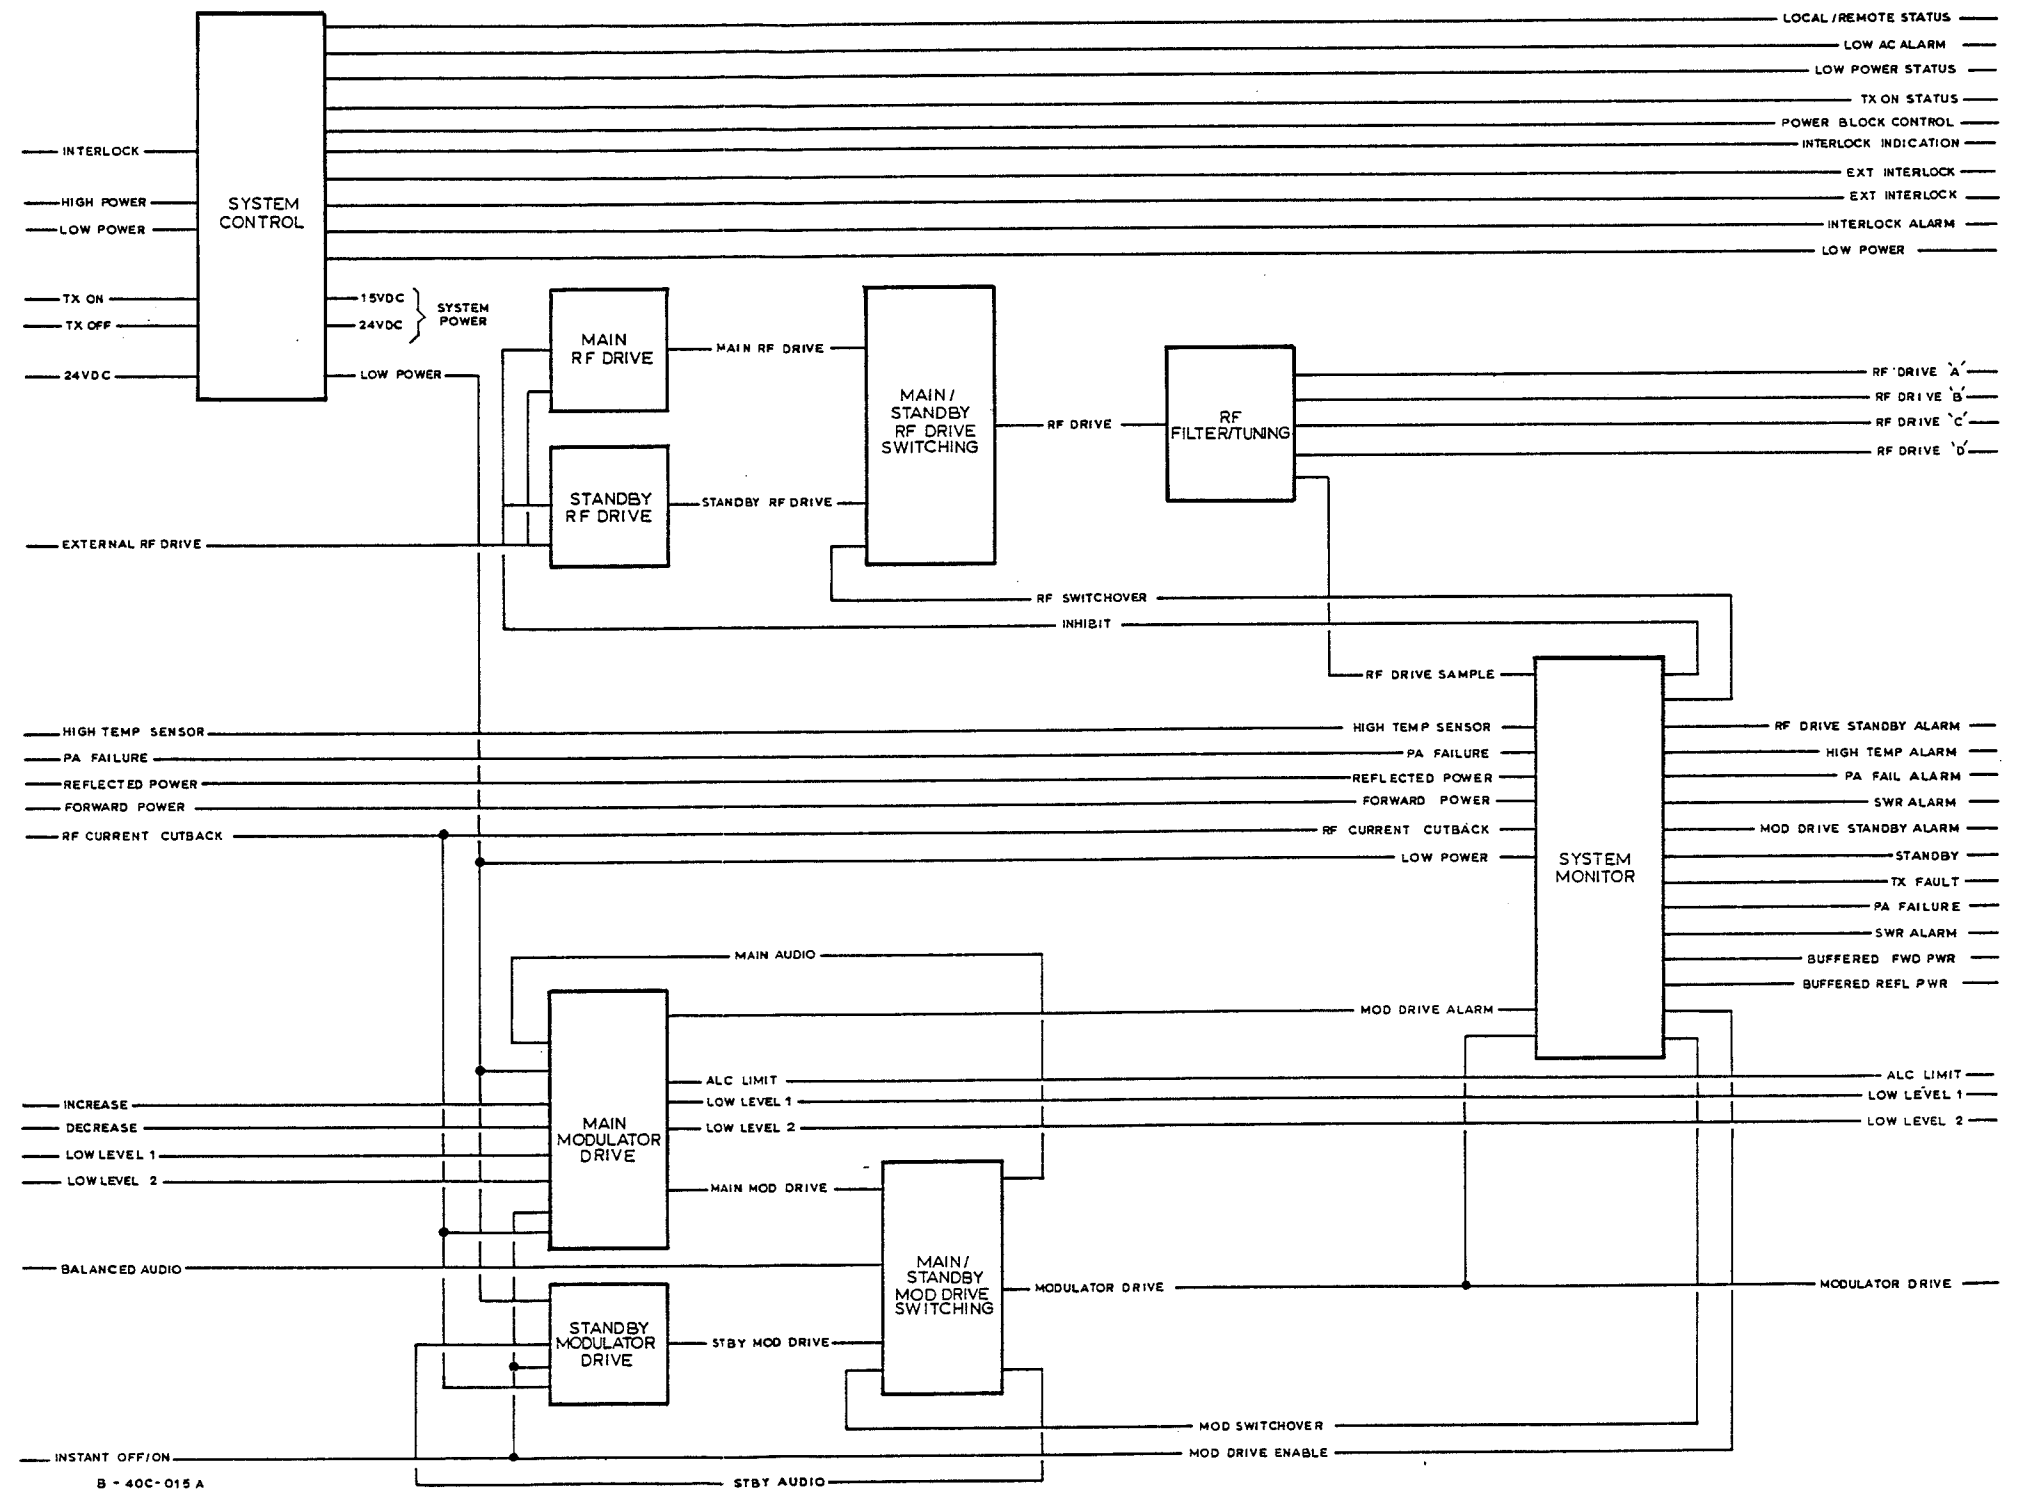 LOCAL/REMOTE STATUS
LOW AC ALARM
LOW POWER STATUS
TX ON STATUS
POWER BLOCK CONTROL
INTERLOCK INDICATION
EXT INTERLOCK
EXT INTERLOCK
INTERLOCK ALARM
LOW POWER
INTERLOCK
HIGH POWER
LOW POWER
TX ON
TX OFF
24VDC
SYSTEM
CONTROL
15VDC
24VDC
SYSTEM
POWER
LOW POWER
MAIN
RF DRIVE
MAIN RF DRIVE
STANDBY
RF DRIVE
STANDBY RF DRIVE
EXTERNAL RF DRIVE
MAIN/
STANDBY
RF DRIVE
SWITCHING
RF DRIVE
RF
FILTER/TUNING
RF DRIVE 'A'
RF DRIVE 'B'
RF DRIVE 'C'
RF DRIVE 'D'
RF SWITCHOVER
INHIBIT
RF DRIVE SAMPLE
HIGH TEMP SENSOR
PA FAILURE
REFLECTED POWER
FORWARD POWER
RF CURRENT CUTBACK
HIGH TEMP SENSOR
PA FAILURE
REFLECTED POWER
FORWARD POWER
RF CURRENT CUTBACK
LOW POWER
MOD DRIVE ALARM
SYSTEM
MONITOR
RF DRIVE STANDBY ALARM
HIGH TEMP ALARM
PA FAIL ALARM
SWR ALARM
MOD DRIVE STANDBY ALARM
STANDBY
TX FAULT
PA FAILURE
SWR ALARM
BUFFERED FWD PWR
BUFFERED REFL PWR
MAIN AUDIO
INCREASE
DECREASE
LOW LEVEL 1
LOW LEVEL 2
MAIN
MODULATOR
DRIVE
ALC LIMIT
LOW LEVEL 1
LOW LEVEL 2
MAIN MOD DRIVE
ALC LIMIT
LOW LEVEL 1
LOW LEVEL 2
BALANCED AUDIO
MAIN/
STANDBY
MOD DRIVE
SWITCHING
MODULATOR DRIVE
MODULATOR DRIVE
STANDBY
MODULATOR
DRIVE
STBY MOD DRIVE
MOD SWITCHOVER
MOD DRIVE ENABLE
INSTANT OFF/ON
STBY AUDIO
B-40C-015A